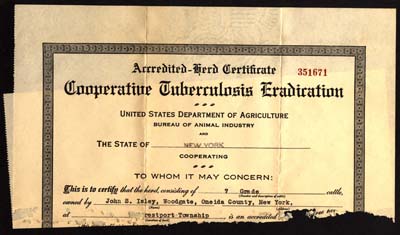 Accredited-Herd Certificate
351671
Cooperative Tuberculosis Eradication
UNITED STATES DEPARTMENT OF AGRICULTURE
BUREAU OF ANIMAL INDUSTRY
AND
THE STATE OF NEW YORK
COOPERATING
TO WHOM IT MAY CONCERN:
This is to certify that the herd, consisting of 7 Grade cattle,
owned by John S. Isley, Woodgate, Oneida County, New York,
(Name)
at restport Township is an accredited